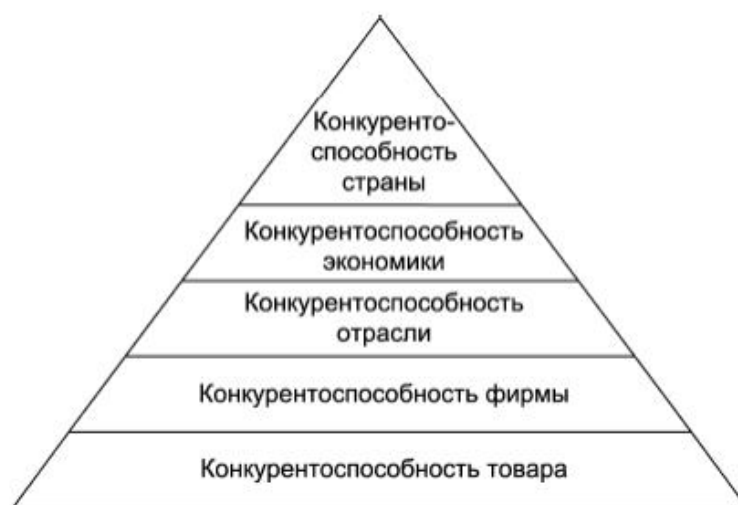 Конкуренто-
способность
страны
Конкурентоспособность
экономики
Конкурентоспособность
отрасли
Конкурентоспособность фирмы
Конкурентоспособность товара